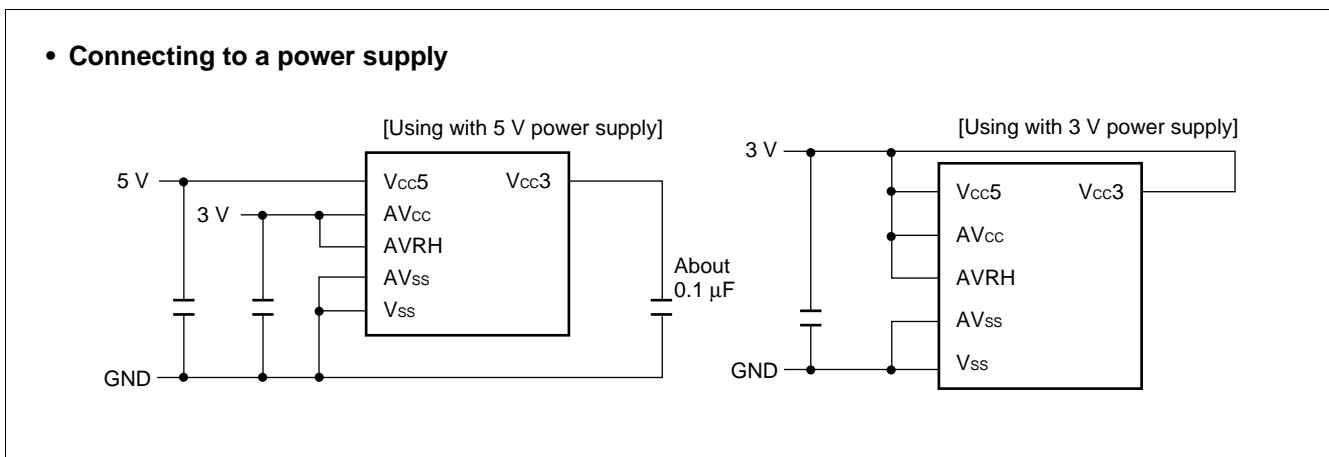 • Connecting to a power supply
[Using with 5 V power supply]
5 V
3 V
Vcc5
Vcc3
AVcc
AVRH
AVss
Vss
About
0.1 μF
GND
[Using with 3 V power supply]
3 V
Vcc5
Vcc3
AVcc
AVRH
AVss
Vss
GND